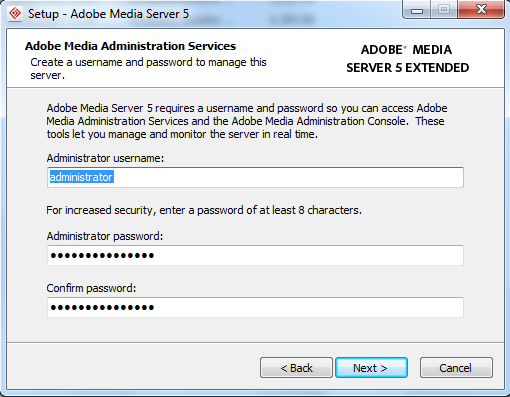 Setup - Adobe Media Server 5
Adobe Media Administration Services
Create a username and password to manage this
server.
ADOBE® MEDIA
SERVER 5 EXTENDED
Adobe Media Server 5 requires a username and password so you can access Adobe
Media Administration Services and the Adobe Media Administration Console. These
tools let you manage and monitor the server in real time.
Administrator username:
administrator
For increased security, enter a password of at least 8 characters.
Administrator password:
●●●●●●●●●●●●●●●
Confirm password:
●●●●●●●●●●●●●●●
< Back
Next >
Cancel